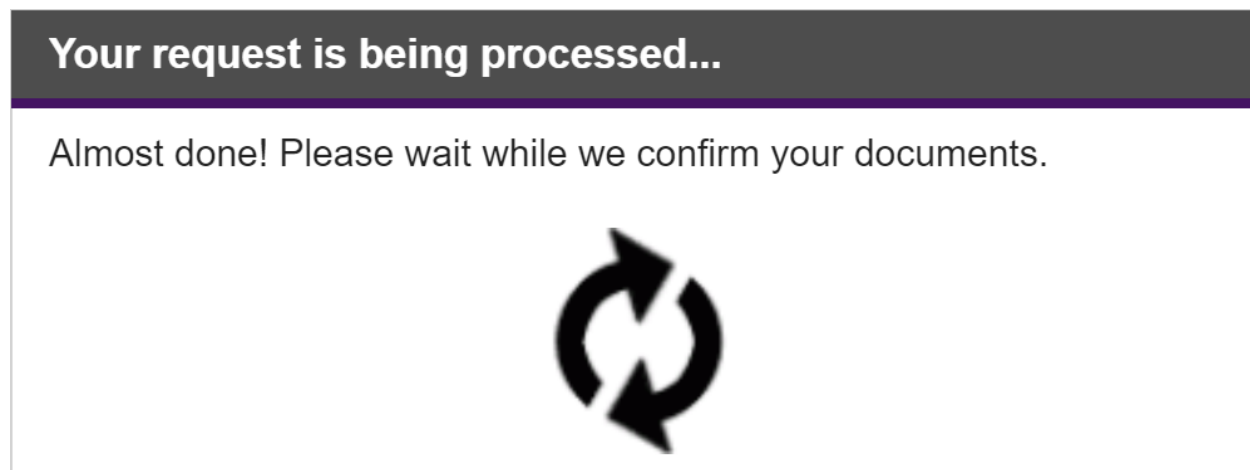 Your request is being processed...
Almost done! Please wait while we confirm your documents.